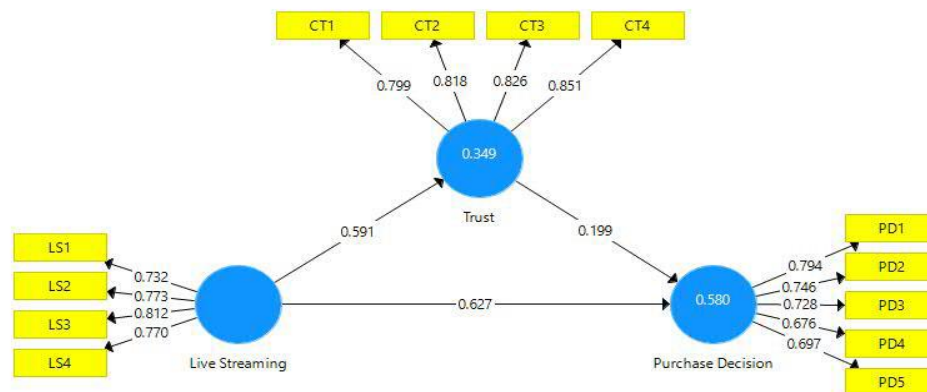 CT1 CT2 CT3 CT4
0.799 0.818 0.826 0.851
0.349
Trust
0.591 0.199
LS1
LS2
LS3
LS4
0.732
0.773
0.812
0.770
Live Streaming
0.627
0.580
Purchase Decision
0.794
0.746
0.728
0.676
0.697
PD1
PD2
PD3
PD4
PD5